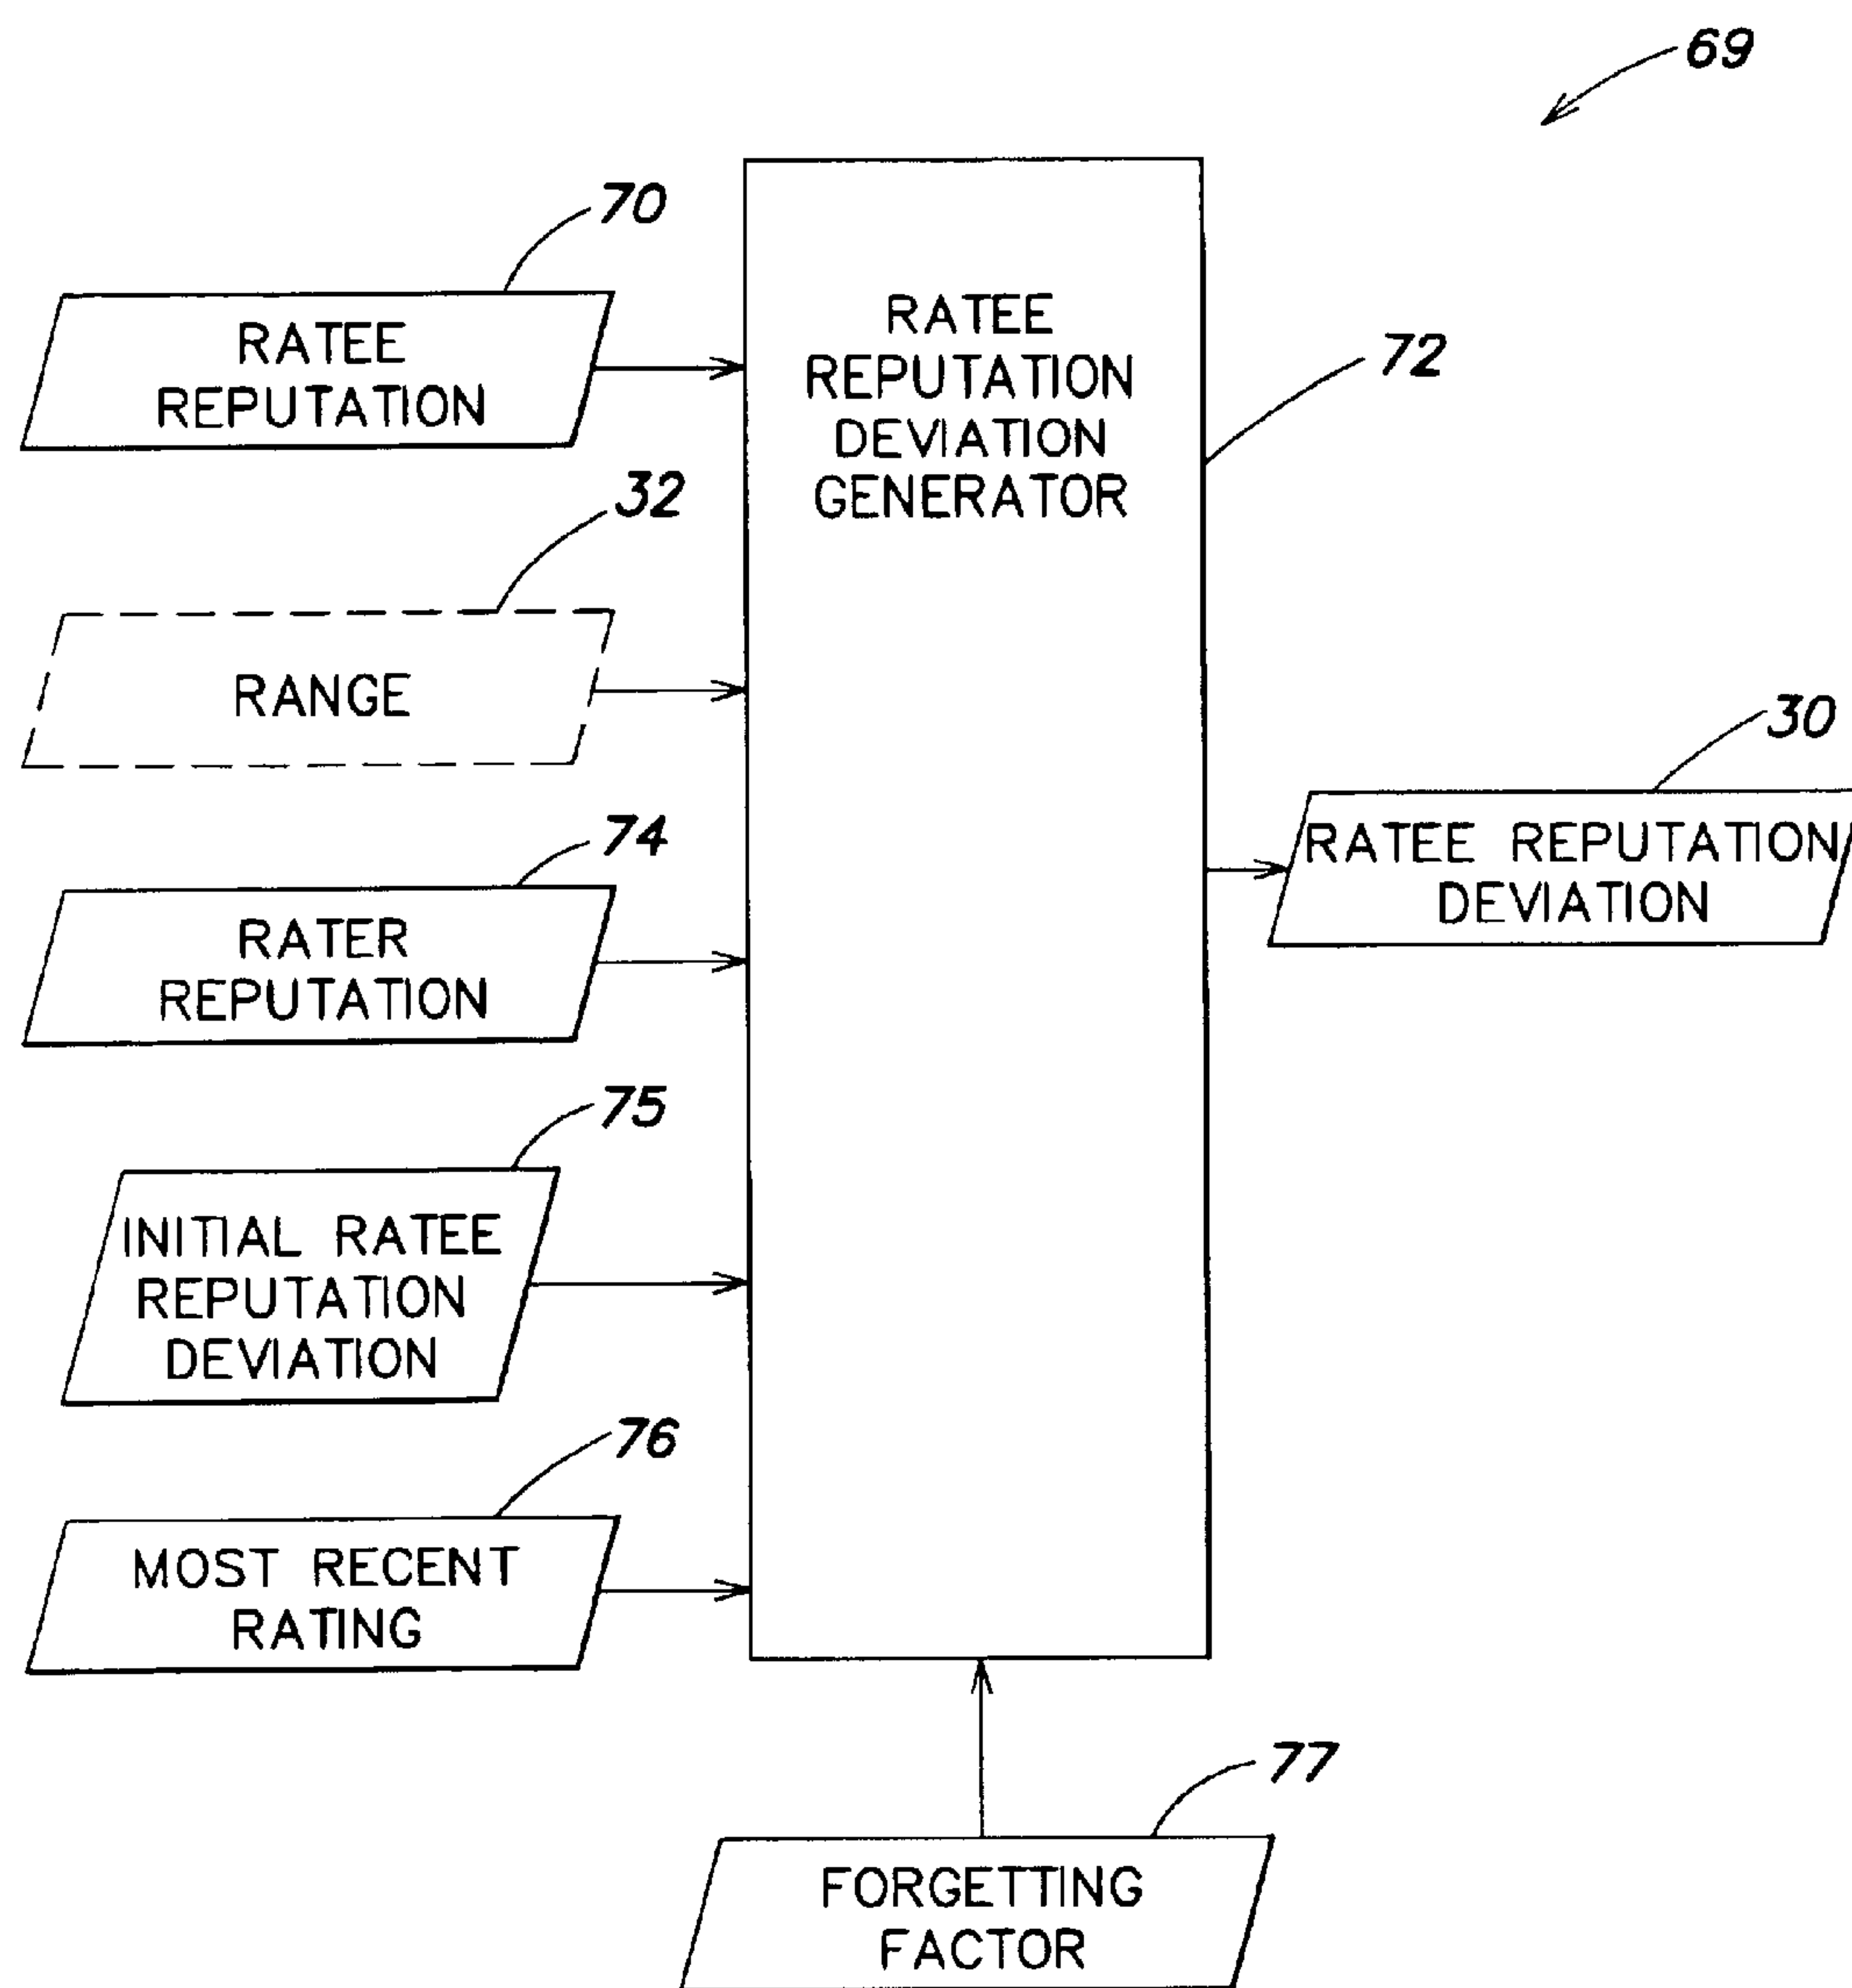 69
70
RATEE
REPUTATION
32
RANGE
74
RATER
REPUTATION
75
INITIAL RATEE
REPUTATION
DEVIATION
76
MOST RECENT
RATING
RATEE
REPUTATION
DEVIATION
GENERATOR
72
30
RATEE REPUTATION
DEVIATION
77
FORGETTING
FACTOR